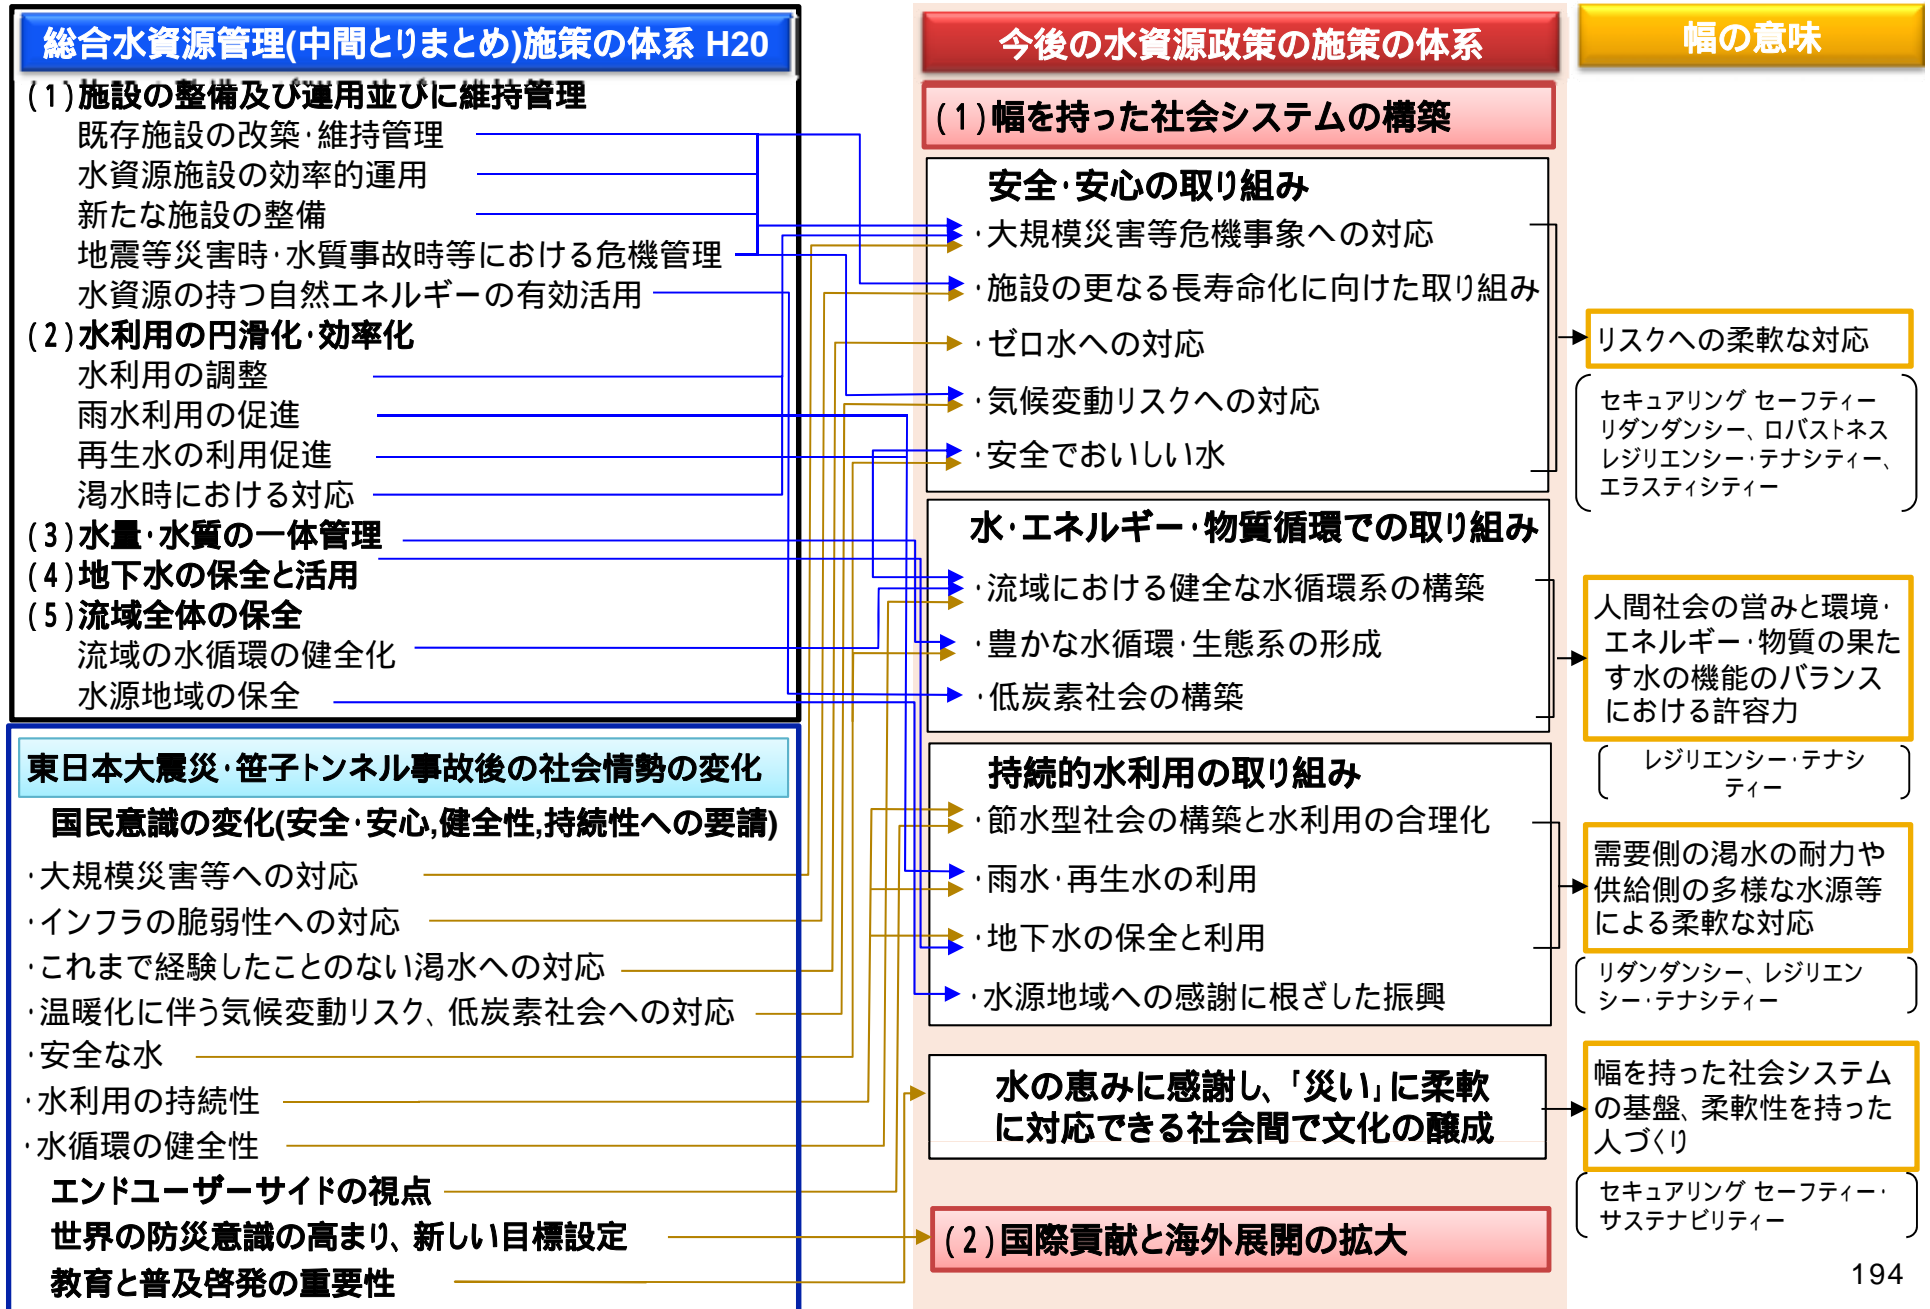 総合水資源管理(中間とりまとめ)施策の体系 H20
(1)施設の整備及び運用並びに維持管理
既存施設の改築・維持管理
水資源施設の効率的運用
新たな施設の整備
地震等災害時・水質事故時等における危機管理
水資源の持つ自然エネルギーの有効活用
(2)水利用の円滑化・効率化
水利用の調整
雨水利用の促進
再生水の利用促進
渇水時における対応
(3)水量・水質の一体管理
(4)地下水の保全と活用
(5)流域全体の保全
流域の水循環の健全化
水源地域の保全
東日本大震災・笹子トンネル事故後の社会情勢の変化
国民意識の変化(安全・安心,健全性,持続性への要請)
・大規模災害等への対応
・インフラの脆弱性への対応
・これまで経験したことのない渇水への対応
・温暖化に伴う気候変動リスク、低炭素社会への対応
・安全な水
・水利用の持続性
・水循環の健全性
エンドユーザーサイドの視点
世界の防災意識の高まり、新しい目標設定
教育と普及啓発の重要性
今後の水資源政策の施策の体系
(1)幅を持った社会システムの構築
安全・安心の取り組み
・大規模災害等危機事象への対応
・施設の更なる長寿命化に向けた取り組み
・ゼロ水への対応
・気候変動リスクへの対応
・安全でおいしい水
水・エネルギー・物質循環での取り組み
・流域における健全な水循環系の構築
・豊かな水循環・生態系の形成
・低炭素社会の構築
持続的水利用の取り組み
・節水型社会の構築と水利用の合理化
・雨水・再生水の利用
・地下水の保全と利用
・水源地域への感謝に根ざした振興
水の恵みに感謝し、「災い」に柔軟
に対応できる社会間で文化の醸成
(2)国際貢献と海外展開の拡大
幅の意味
リスクへの柔軟な対応
セキュアリング セーフティー
リダンダンシー、ロバストネス
レジリエンシー・テナシティー、
エラスティシティー
人間社会の営みと環境・
エネルギー・物質の果た
す水の機能のバランス
における許容力
レジリエンシー・テナシ
ティー
需要側の渇水の耐力や
供給側の多様な水源等
による柔軟な対応
リダンダンシー、レジリエン
シー・テナシティー
幅を持った社会システム
の基盤、柔軟性を持った
人づくり
セキュアリング セーフティー・
サステナビリティー
194